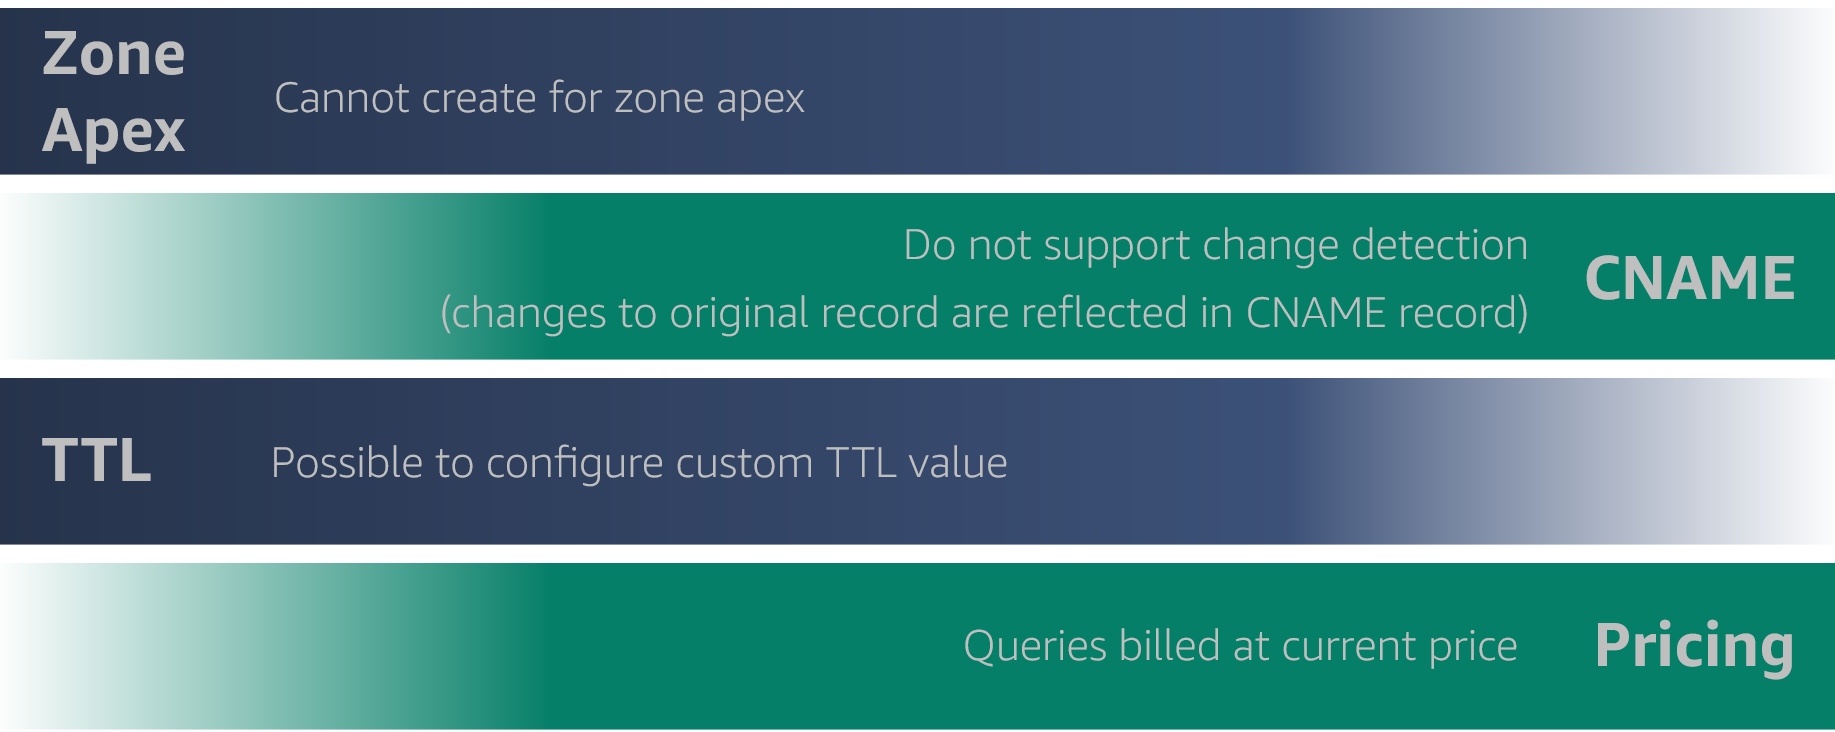 Zone
Apex
Cannot create for zone apex
Do not support change detection
(changes to original record are reflected in CNAME record)
CNAME
TTL
Possible to configure custom TTL value
Queries billed at current price
Pricing